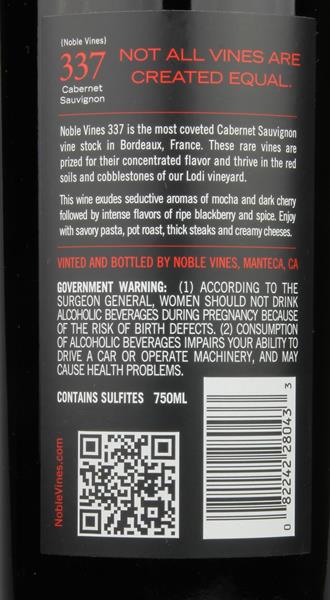 {Noble Vines}
337
Cabernet
Sauvignon
NOT ALL VINES ARE
CREATED EQUAL.
Noble Vines 337 is the most coveted Cabernet Sauvignon
vine stock in Bordeaux, France. These rare vines are
prized for their concentrated flavor and thrive in the red
soils and cobblestones of our Lodi vineyard.
This wine exudes seductive aromas of mocha and dark cherry
followed by intense flavors of ripe blackberry and spice. Enjoy
with savory pasta, pot roast, thick steaks and creamy cheeses.
VINTED AND BOTTLED BY NOBLE VINES, MANTECA, CA
GOVERNMENT WARNING: (1) ACCORDING TO THE
SURGEON GENERAL, WOMEN SHOULD NOT DRINK
ALCOHOLIC BEVERAGES DURING PREGNANCY BECAUSE
OF THE RISK OF BIRTH DEFECTS. (2) CONSUMPTION
OF ALCOHOLIC BEVERAGES IMPAIRS YOUR ABILITY TO
DRIVE A CAR OR OPERATE MACHINERY, AND MAY
CAUSE HEALTH PROBLEMS.
CONTAINS SULFITES 750ML
NobleVines.com
0 82242 28043 3